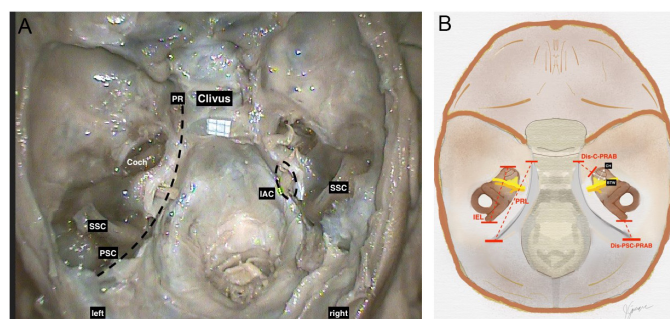 A
PR
Clivus
Coch
IAC
SSC
SSC
PSC
left
right
B
Dis-C-PRAB
PRL
IEL
Dis-PSC-PRAB